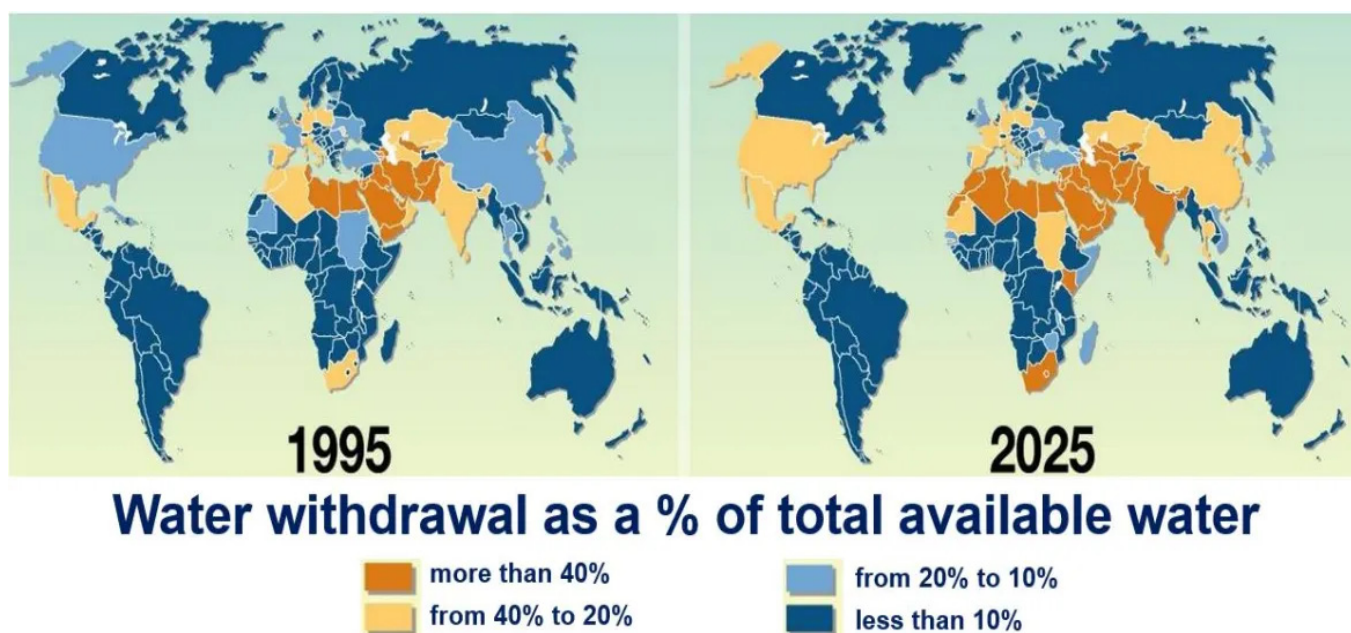 1995
2025
Water withdrawal as a % of total available water
more than 40%
from 20% to 10%
from 40% to 20%
less than 10%